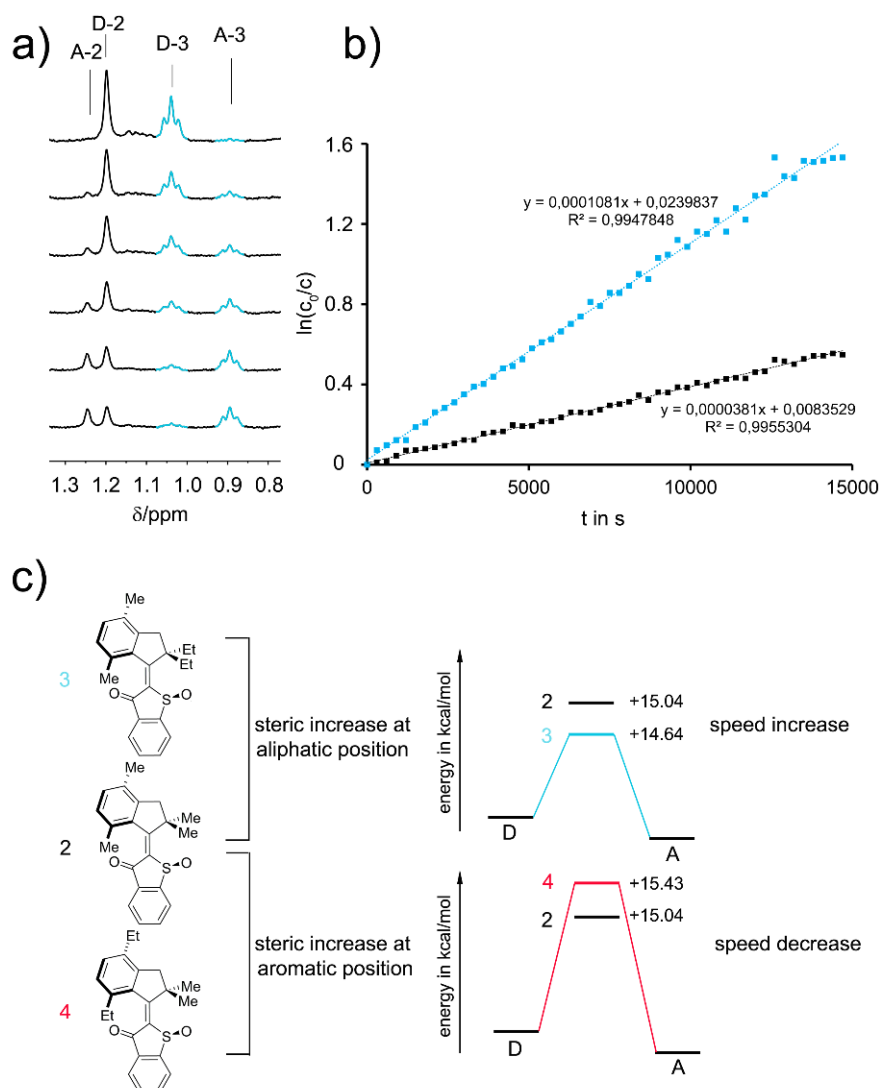 a)
D-2
A-2
D-3
A-3
1.3
1.2
1.1
1.0
0.9
0.8
δ/ppm
b)
1.6
1.2
0.8
0.4
0
ln(c₀/c)
y = 0,0001081x + 0,0239837
R² = 0,9947848
y = 0,0000381x + 0,0083529
R² = 0,9955304
0
5000
10000
15000
t in s
c)
Me
Et
Et
Me
O
S
O
3
steric increase at
aliphatic position
Me
Me
Me
Me
O
S
O
2
steric increase at
aromatic position
Et
Me
Me
Et
O
S
O
4
energy in kcal/mol
2
+15.04
3
+14.64
speed increase
D
A
energy in kcal/mol
4
+15.43
2
+15.04
speed decrease
D
A